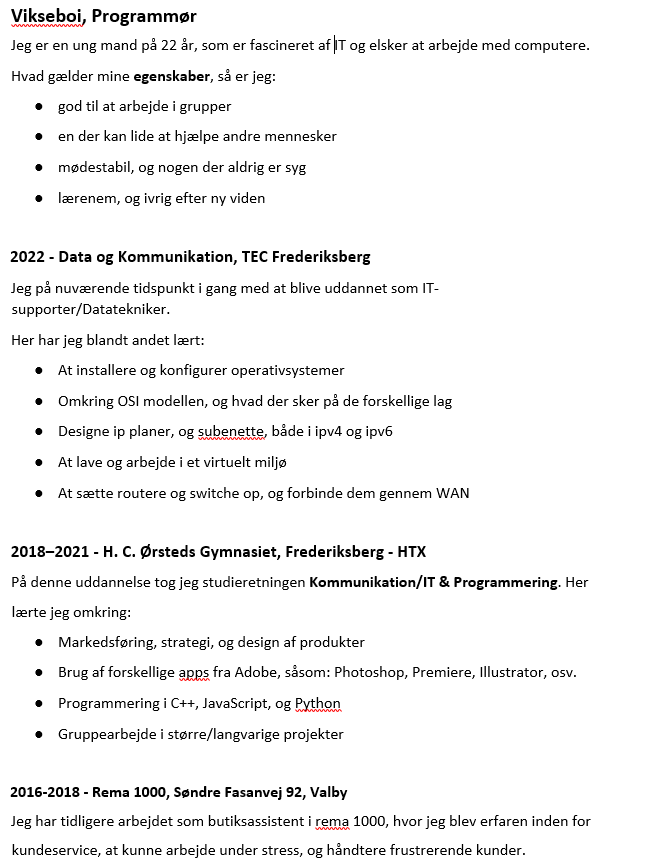 Vikseboi, Programmør
Jeg er en ung mand på 22 år, som er fascineret af IT og elsker at arbejde med computere.
Hvad gælder mine egenskaber, så er jeg:
● god til at arbejde i grupper
● en der kan lide at hjælpe andre mennesker
● mødestabil, og nogen der aldrig er syg
● lærenem, og ivrig efter ny viden
2022 - Data og Kommunikation, TEC Frederiksberg
Jeg på nuværende tidspunkt i gang med at blive uddannet som IT-
supporter/Datatekniker.
Her har jeg blandt andet lært:
● At installere og konfigurer operativsystemer
● Omkring OSI modellen, og hvad der sker på de forskellige lag
● Designe ip planer, og subenette, både i ipv4 og ipv6
● At lave og arbejde i et virtuelt miljø
● At sætte routere og switche op, og forbinde dem gennem WAN
2018–2021 - H. C. Ørsteds Gymnasiet, Frederiksberg - HTX
På denne uddannelse tog jeg studieretningen Kommunikation/IT & Programmering. Her
lærte jeg omkring:
● Markedsføring, strategi, og design af produkter
● Brug af forskellige apps fra Adobe, såsom: Photoshop, Premiere, Illustrator, osv.
● Programmering i C++, JavaScript, og Python
● Gruppearbejde i større/langvarige projekter
2016-2018 - Rema 1000, Søndre Fasanvej 92, Valby
Jeg har tidligere arbejdet som butiksassistent i rema 1000, hvor jeg blev erfaren inden for
kundeservice, at kunne arbejde under stress, og håndtere frustrerende kunder.